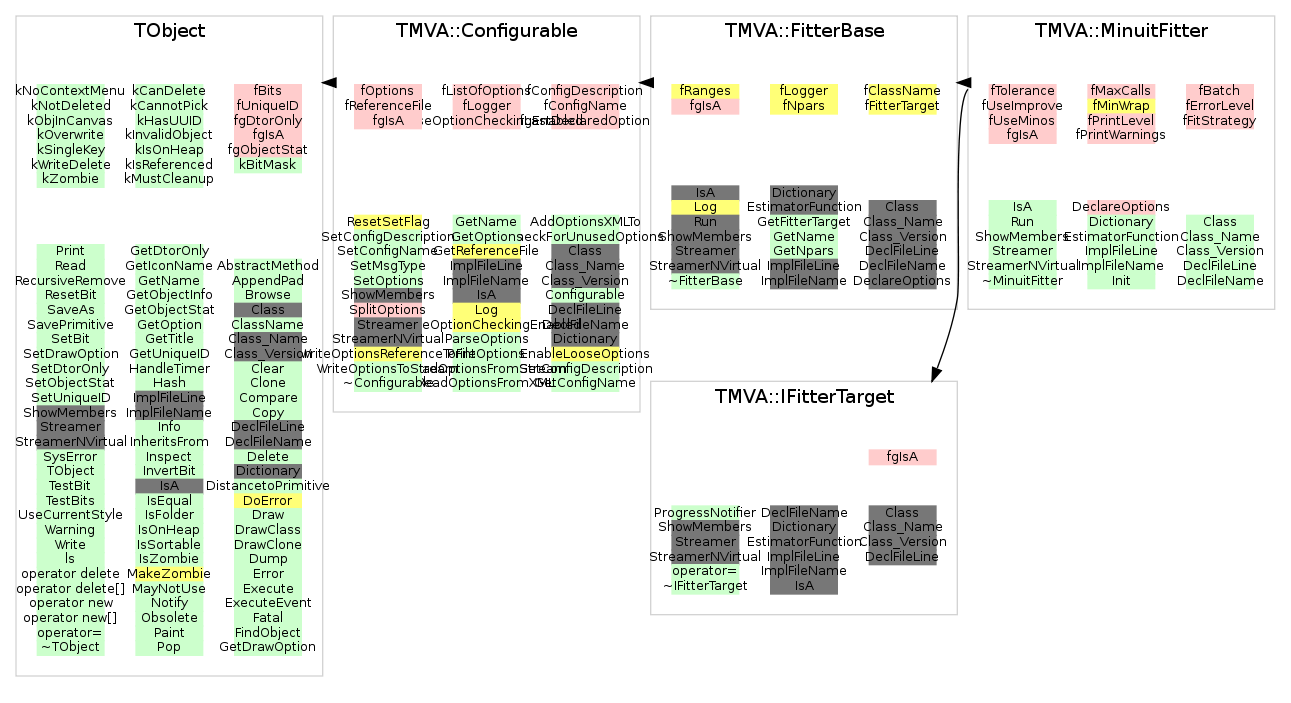 TObject
kNoContextMenu
kNotDeleted
kObjInCanvas
kOverwrite
kSingleKey
kWriteDelete
kZombie
kCanDelete
kCannotPick
kHasUUID
kInvalidObject
kIsOnHeap
kIsReferenced
kMustCleanup
fBits
fUniqueID
fgDtorOnly
fgIsA
fgObjectStat
kBitMask
Print
Read
RecursiveRemove
ResetBit
SaveAs
SavePrimitive
SetBit
SetDrawOption
SetDtorOnly
SetObjectStat
SetUniqueID
ShowMembers
Streamer
StreamerNVirtual
SysError
TObject
TestBit
TestBits
UseCurrentStyle
Warning
Write
ls
operator delete
operator delete[]
operator new
operator new[]
operator=
~TObject
GetDtorOnly
GetIconName
GetName
GetObjectInfo
GetObjectStat
GetOption
GetTitle
GetUniqueID
HandleTimer
Hash
ImplFileLine
ImplFileName
Info
InheritsFrom
Inspect
InvertBit
IsA
IsEqual
IsFolder
IsOnHeap
IsSortable
IsZombie
MakeZombie
MayNotUse
Notify
Obsolete
Paint
Pop
AbstractMethod
AppendPad
Browse
Class
ClassName
Class_Name
Class_Version
Clear
Clone
Compare
Copy
DeclFileLine
DeclFileName
Delete
Dictionary
DistancetoPrimitive
DoError
Draw
DrawClass
DrawClone
Dump
Error
Execute
ExecuteEvent
Fatal
FindObject
GetDrawOption
TMVA::Configurable
fOptions
fReferenceFile
fgIsA
fListOfOptions
fLogger
fConfigDescription
fConfigName
ResetSetFlag
SetConfigDescription
SetConfigName
SetMsgType
SetOptions
ShowMembers
SplitOptions
Streamer
StreamerNVirtual
WriteOptionsReferenceToFile
~Configurable
GetName
GetOptions
GetReferenceFile
ImplFileLine
ImplFileName
IsA
Log
ParseOptions
PrintOptions
AddOptionsXMLTo
Class
Class_Name
Class_Version
Configurable
DeclFileLine
DeclFileName
Dictionary
EnableLooseOptions
GetConfigDescription
GetConfigName
TMVA::FitterBase
fRanges
fgIsA
fLogger
fNpars
fClassName
fFitterTarget
IsA
Log
Run
ShowMembers
Streamer
StreamerNVirtual
~FitterBase
Dictionary
EstimatorFunction
GetFitterTarget
GetName
GetNpars
ImplFileLine
ImplFileName
Class
Class_Name
Class_Version
DeclFileLine
DeclFileName
DeclareOptions
TMVA::MinuitFitter
fTolerance
fUseImprove
fUseMinos
fgIsA
fMaxCalls
fMinWrap
fPrintLevel
fPrintWarnings
fBatch
fErrorLevel
fFitStrategy
IsA
Run
ShowMembers
Streamer
StreamerNVirtual
~MinuitFitter
DeclareOptions
Dictionary
EstimatorFunction
ImplFileLine
ImplFileName
Init
Class
Class_Name
Class_Version
DeclFileLine
DeclFileName
TMVA::IFitterTarget
fgIsA
ProgressNotifier
ShowMembers
Streamer
StreamerNVirtual
operator=
~IFitterTarget
DeclFileName
Dictionary
EstimatorFunction
ImplFileLine
ImplFileName
IsA
Class
Class_Name
Class_Version
DeclFileLine